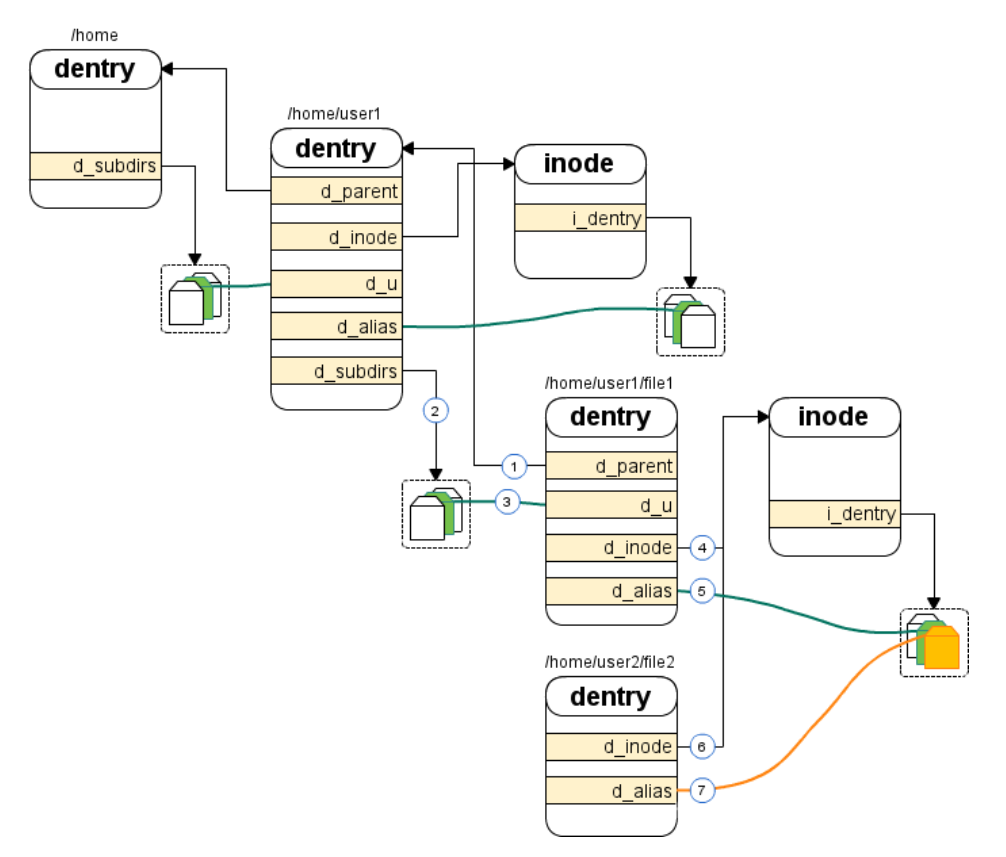 /home
dentry
d_subdirs
/home/user1
dentry
d_parent
d_inode
d_u
d_alias
d_subdirs
inode
i_dentry
2
/home/user1/file1
dentry
d_parent
d_u
d_inode
d_alias
1
3
4
5
inode
i_dentry
/home/user2/file2
dentry
d_inode
d_alias
6
7